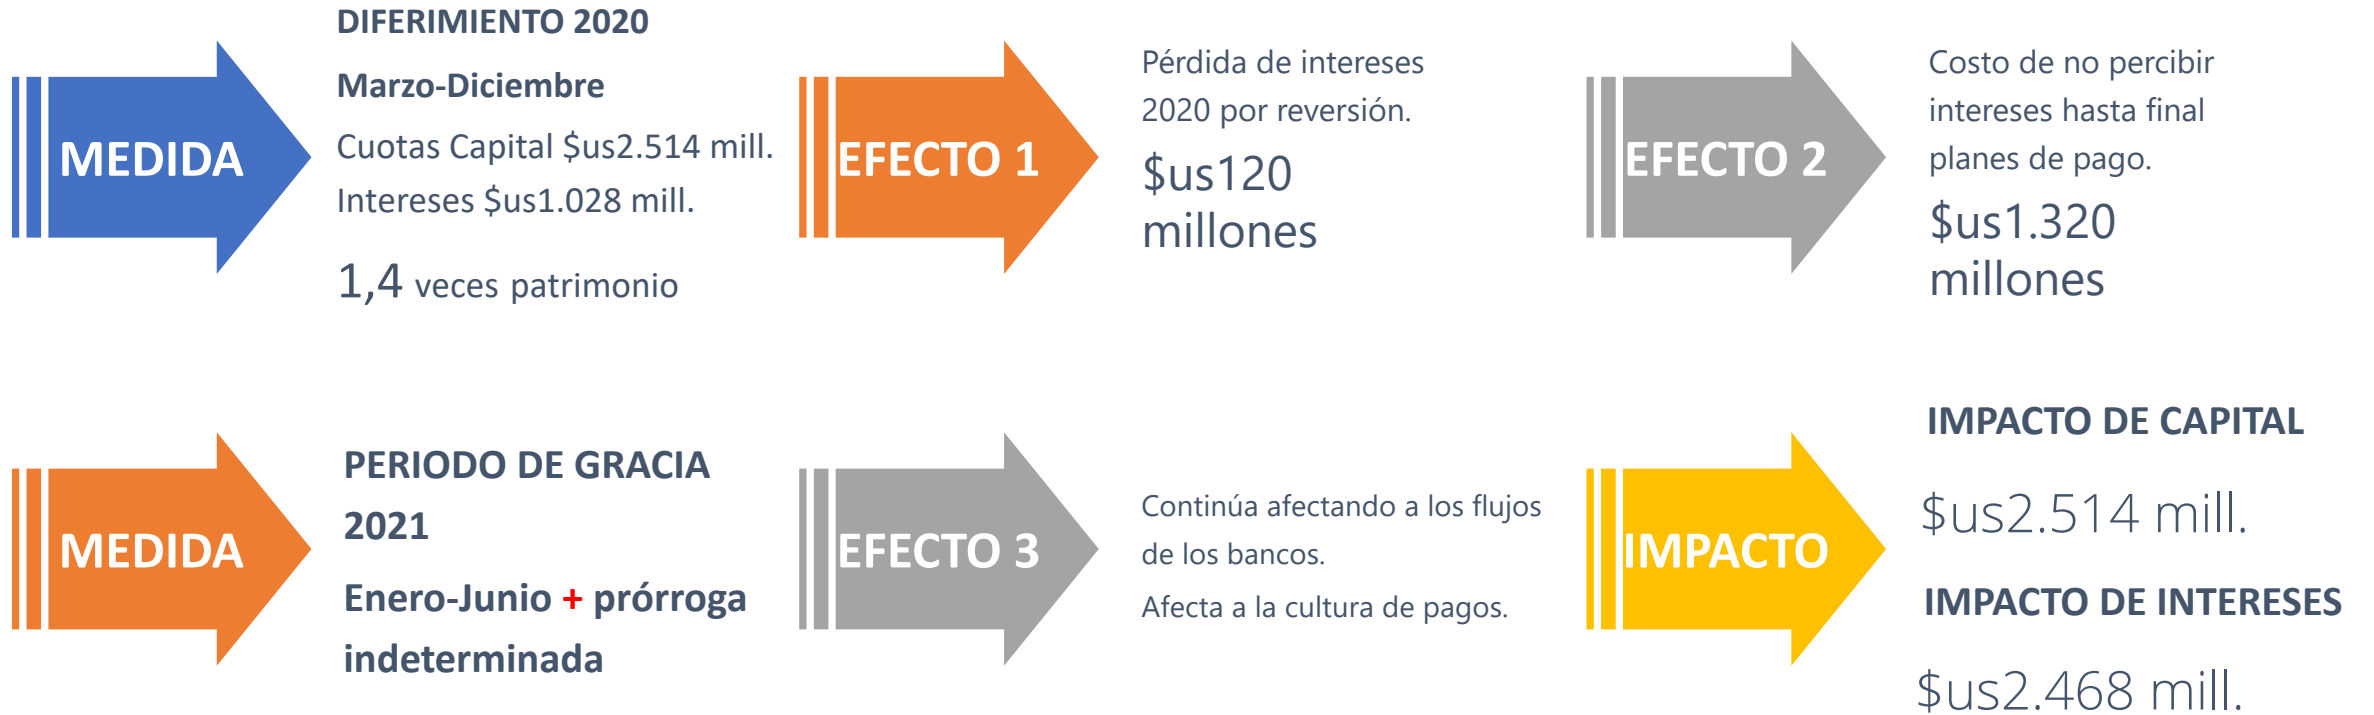 MEDIDA
DIFERIMIENTO 2020
Marzo-Diciembre
Cuotas Capital $us2.514 mill.
Intereses $us1.028 mill.
1,4 veces patrimonio
EFECTO 1
Pérdida de intereses
2020 por reversión.
$us120
millones
EFECTO 2
Costo de no percibir
intereses hasta final
planes de pago.
$us1.320
millones
MEDIDA
PERIODO DE GRACIA
2021
Enero-Junio + prórroga
indeterminada
EFECTO 3
Continúa afectando a los flujos
de los bancos.
Afecta a la cultura de pagos.
IMPACTO
IMPACTO DE CAPITAL
$us2.514 mill.
IMPACTO DE INTERESES
$us2.468 mill.